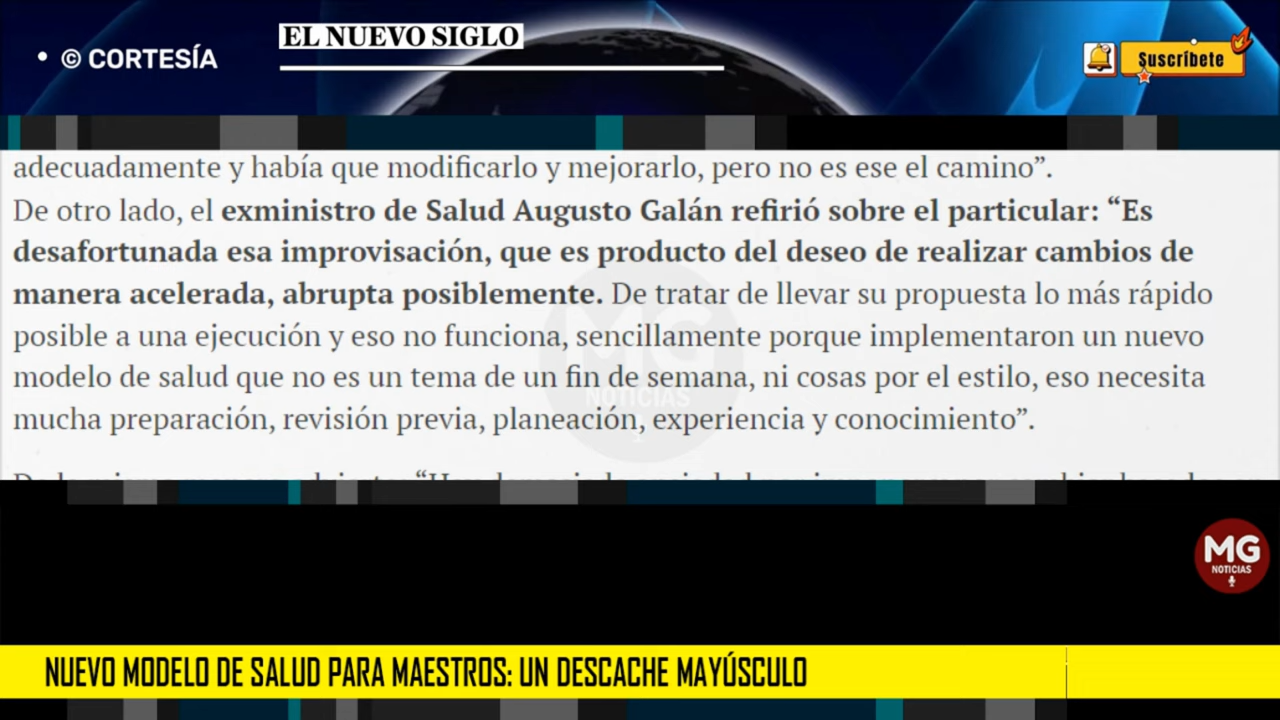 © CORTESÍA
EL NUEVO SIGLO
Suscríbete
adecuadamente y había que modificarlo y mejorarlo, pero no es ese el camino”.
De otro lado, el exministro de Salud Augusto Galán refirió sobre el particular: “Es
desafortunada esa improvisación, que es producto del deseo de realizar cambios de
manera acelerada, abrupta posiblemente. De tratar de llevar su propuesta lo más rápido
posible a una ejecución y eso no funciona, sencillamente porque implementaron un nuevo
modelo de salud que no es un tema de un fin de semana, ni cosas por el estilo, eso necesita
mucha preparación, revisión previa, planeación, experiencia y conocimiento”.
MG
NOTICIAS
MG
NOTICIAS
NUEVO MODELO DE SALUD PARA MAESTROS: UN DESCACHE MAYÚSCULO